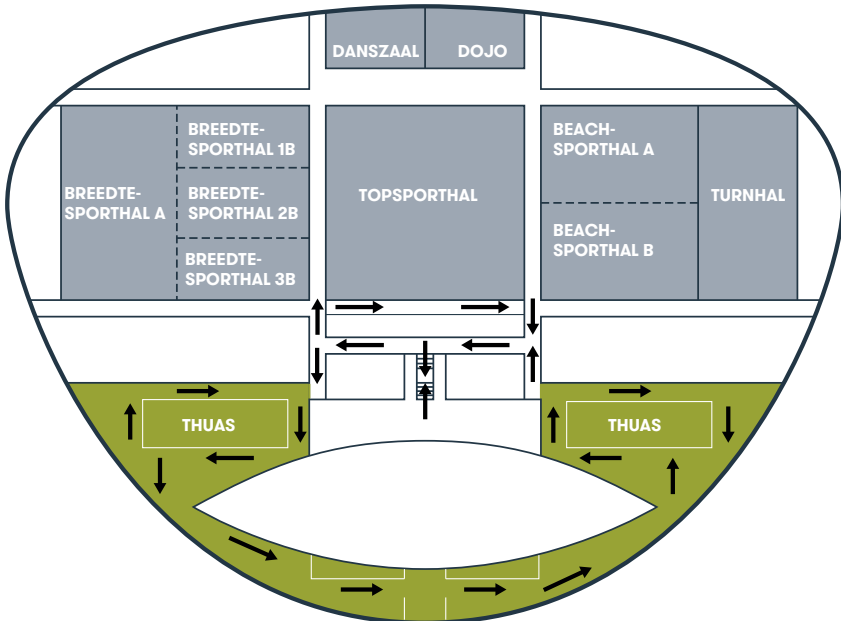 DANSZAAL
DOJO
BREEDTE-
SPORTHAL A
BREEDTE-
SPORTHAL 1B
BREEDTE-
SPORTHAL 2B
BREEDTE-
SPORTHAL 3B
TOPSPORTHAL
BEACH-
SPORTHAL A
BEACH-
SPORTHAL B
TURNHAL
THUAS
THUAS